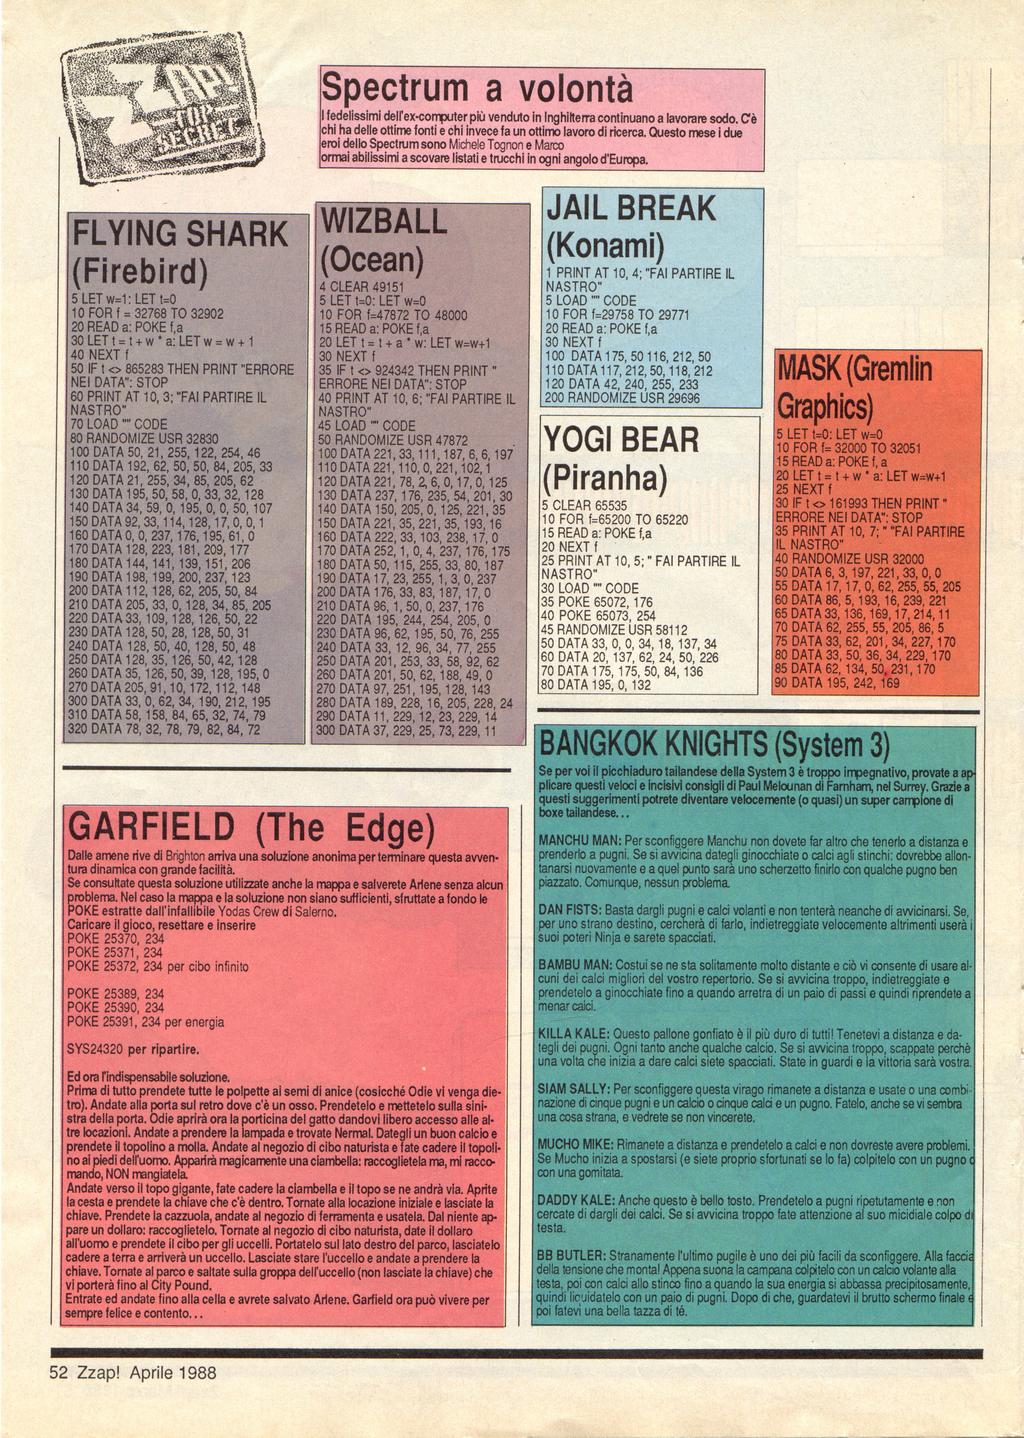 ZZAP!
TOP
SECRET
Spectrum a volontà
I fedelissimi dell'ex-computer più venduto in Inghilterra continuano a lavorare sodo. C'è
chi ha delle ottime fonti e chi invece fa un ottimo lavoro di ricerca. Questo mese i due
eroi dello Spectrum sono Michele Tognon e Marco
ormai abilissimi a scovare listati e trucchi in ogni angolo d'Europa.
FLYING SHARK
(Firebird)
5 LET w=1: LET t=0
10 FOR f = 32768 TO 32902
20 READ a: POKE f,a
30 LET t = t + w * a: LET w = w + 1
40 NEXT f
50 IF t <> 865283 THEN PRINT "ERRORE
NEI DATA": STOP
60 PRINT AT 10, 3; "FAI PARTIRE IL
NASTRO"
70 LOAD "" CODE
80 RANDOMIZE USR 32830
100 DATA 50, 21, 255, 122, 254, 46
110 DATA 192, 62, 50, 50, 84, 205, 33
120 DATA 21, 255, 34, 85, 205, 62
130 DATA 195, 50, 58, 0, 33, 32, 128
140 DATA 34, 59, 0, 195, 0, 0, 50, 107
150 DATA 92, 33, 114, 128, 17, 0, 0, 1
160 DATA 0, 0, 237, 176, 195, 61, 0
170 DATA 128, 223, 181, 209, 177
180 DATA 144, 141, 139, 151, 206
190 DATA 198, 199, 200, 237, 123
200 DATA 112, 128, 62, 205, 50, 84
210 DATA 205, 33, 0, 128, 34, 85, 205
220 DATA 33, 109, 128, 126, 50, 22
230 DATA 128, 50, 28, 128, 50, 31
240 DATA 128, 50, 40, 128, 50, 48
250 DATA 128, 35, 126, 50, 42, 128
260 DATA 35, 126, 50, 39, 128, 195, 0
270 DATA 205, 91, 10, 172, 112, 148
300 DATA 33, 0, 62, 34, 190, 212, 195
310 DATA 58, 158, 84, 65, 32, 74, 79
320 DATA 78, 32, 78, 79, 82, 84, 72
WIZBALL
(Ocean)
4 CLEAR 49151
5 LET t=0: LET w=0
10 FOR f=47872 TO 48000
15 READ a: POKE f,a
20 LET t = t + a * w: LET w=w+1
30 NEXT f
35 IF t <> 924342 THEN PRINT "
ERRORE NEI DATA": STOP
40 PRINT AT 10, 6; "FAI PARTIRE IL
NASTRO"
45 LOAD "" CODE
50 RANDOMIZE USR 47872
100 DATA 221, 33, 111, 187, 6, 6, 197
110 DATA 221, 110, 0, 221, 102, 1
120 DATA 221, 78, 2, 6, 0, 17, 0, 125
130 DATA 237, 176, 235, 54, 201, 30
140 DATA 150, 205, 0, 125, 221, 35
150 DATA 221, 35, 221, 35, 193, 16
160 DATA 222, 33, 103, 238, 17, 0
170 DATA 252, 1, 0, 4, 237, 176, 175
180 DATA 50, 115, 255, 33, 80, 187
190 DATA 17, 23, 255, 1, 3, 0, 237
200 DATA 176, 33, 83, 187, 17, 0
210 DATA 96, 1, 50, 0, 237, 176
220 DATA 195, 244, 254, 205, 0
230 DATA 96, 62, 195, 50, 76, 255
240 DATA 33, 12, 96, 34, 77, 255
250 DATA 201, 253, 33, 58, 92, 62
260 DATA 201, 50, 62, 188, 49, 0
270 DATA 97, 251, 195, 128, 143
280 DATA 189, 228, 16, 205, 228, 24
290 DATA 11, 229, 12, 23, 229, 14
300 DATA 37, 229, 25, 73, 229, 11
JAIL BREAK
(Konami)
1 PRINT AT 10, 4; "FAI PARTIRE IL
NASTRO"
5 LOAD "" CODE
10 FOR f=29758 TO 29771
20 READ a: POKE f,a
30 NEXT f
100 DATA 175, 50 116, 212, 50
110 DATA 117, 212, 50, 118, 212
120 DATA 42, 240, 255, 233
200 RANDOMIZE USR 29696
YOGI BEAR
(Piranha)
5 CLEAR 65535
10 FOR f=65200 TO 65220
15 READ a: POKE f,a
20 NEXT f
25 PRINT AT 10, 5; " FAI PARTIRE IL
NASTRO"
30 LOAD "" CODE
35 POKE 65072, 176
40 POKE 65073, 254
45 RANDOMIZE USR 58112
50 DATA 33, 0, 0, 34, 18, 137, 34
60 DATA 20, 137, 62, 24, 50, 226
70 DATA 175, 175, 50, 84, 136
80 DATA 195, 0, 132
MASK (Gremlin
Graphics)
5 LET t=0: LET w=0
10 FOR f= 32000 TO 32051
15 READ a: POKE f, a
20 LET t = t + w * a: LET w=w+1
25 NEXT f
30 IF t <> 161993 THEN PRINT "
ERRORE NEI DATA": STOP
35 PRINT AT 10, 7; " "FAI PARTIRE
IL NASTRO"
40 RANDOMIZE USR 32000
50 DATA 6, 3, 197, 221, 33, 0, 0
55 DATA 17, 17, 0, 62, 255, 55, 205
60 DATA 86, 5, 193, 16, 239, 221
65 DATA 33, 136, 169, 17, 214, 11
70 DATA 62, 255, 55, 205, 86, 5
75 DATA 33, 62, 201, 34, 227, 170
80 DATA 33, 50, 36, 34, 229, 170
85 DATA 62, 134, 50, 231, 170
90 DATA 195, 242, 169
GARFIELD (The Edge)
Dalle amene rive di Brighton arriva una soluzione anonima per terminare questa avven-
tura dinamica con grande facilità.
Se consultate questa soluzione utilizzate anche la mappa e salverete Arlene senza alcun
problema. Nel caso la mappa e la soluzione non siano sufficienti, sfruttate a fondo le
POKE estratte dall'infallibile Yodas Crew di Salerno.
Caricare il gioco, resettare e inserire
POKE 25370, 234
POKE 25371, 234
POKE 25372, 234 per cibo infinito
POKE 25389, 234
POKE 25390, 234
POKE 25391, 234 per energia
SYS24320 per ripartire.
Ed ora l'indispensabile soluzione.
Prima di tutto prendete tutte le polpette ai semi di anice (cosicché Odie vi venga die-
tro). Andate alla porta sul retro dove c'è un osso. Prendetelo e mettetelo sulla sini-
stra della porta. Odie aprirà ora la porticina del gatto dandovi libero accesso alle al-
tre locazioni. Andate a prendere la lampada e trovate Nermal. Dategli un buon calcio e
prendete il topolino a molla. Andate al negozio di cibo naturista e fate cadere il topoli-
no ai piedi dell'uomo. Apparirà magicamente una ciambella: raccoglietela ma, mi racco-
mando, NON mangiatela.
Andate verso il topo gigante, fate cadere la ciambella e il topo se ne andrà via. Aprite
la cesta e prendete la chiave che c'è dentro. Tornate alla locazione iniziale e lasciate la
chiave. Prendete la cazzuola, andate al negozio di ferramenta e usatela. Dal niente ap-
pare un dollaro: raccoglietelo. Tornate al negozio di cibo naturista, date il dollaro
all'uomo e prendete il cibo per gli uccelli. Portatelo sul lato destro del parco, lasciatelo
cadere a terra e arriverà un uccello. Lasciate stare l'uccello e andate a prendere la
chiave. Tornate al parco e saltate sulla groppa dell'uccello (non lasciate la chiave) che
vi porterà fino al City Pound.
Entrate ed andate fino alla cella e avrete salvato Arlene. Garfield ora può vivere per
sempre felice e contento...
BANGKOK KNIGHTS (System 3)
Se per voi il picchiaduro tailandese della System 3 è troppo impegnativo, provate a ap-
plicare questi veloci e incisivi consigli di Paul Melounan di Farnham, nel Surrey. Grazie a
questi suggerimenti potrete diventare velocemente (o quasi) un super campione di
boxe tailandese...
MANCHU MAN: Per sconfiggere Manchu non dovete far altro che tenerlo a distanza e
prenderlo a pugni. Se si avvicina dategli ginocchiate o calci agli stinchi: dovrebbe allon-
tanarsi nuovamente e a quel punto sarà uno scherzetto finirlo con qualche pugno ben
piazzato. Comunque, nessun problema.
DAN FISTS: Basta dargli pugni e calci volanti e non tenterà neanche di avvicinarsi. Se,
per uno strano destino, cercherà di farlo, indietreggiate velocemente altrimenti userà i
suoi poteri Ninja e sarete spacciati.
BAMBU MAN: Costui se ne sta solitamente molto distante e ciò vi consente di usare al-
cuni dei calci migliori del vostro repertorio. Se si avvicina troppo, indietreggiate e
prendetelo a ginocchiate fino a quando arretra di un paio di passi e quindi riprendete a
menar calci.
KILLA KALE: Questo pallone gonfiato è il più duro di tutti! Tenetevi a distanza e da-
tegli dei pugni. Ogni tanto anche qualche calcio. Se si avvicina troppo, scappate perchè
una volta che inizia a dare calci siete spacciati. State in guardi e la vittoria sarà vostra.
SIAM SALLY: Per sconfiggere questa virago rimanete a distanza e usate o una combi-
nazione di cinque pugni e un calcio o cinque calci e un pugno. Fatelo, anche se vi sembra
una cosa strana, e vedrete se non vincerete.
MUCHO MIKE: Rimanete a distanza e prendetelo a calci e non dovreste avere problemi.
Se Mucho inizia a spostarsi (e siete proprio sfortunati se lo fa) colpitelo con un pugno o
con una gomitata.
DADDY KALE: Anche questo è bello tosto. Prendetelo a pugni ripetutamente e non
cercate di dargli dei calci. Se si avvicina troppo fate attenzione al suo micidiale colpo di
testa.
BB BUTLER: Stranamente l'ultimo pugile è uno dei più facili da sconfiggere. Alla faccia
della tensione che monta! Appena suona la campana colpitelo con un calcio volante alla
testa, poi con calci allo stinco fino a quando la sua energia si abbassa precipitosamente,
quindi liquidatelo con un paio di pugni. Dopo di che, guardatevi il brutto schermo finale e
poi fatevi una bella tazza di té.
52 Zzap! Aprile 1988